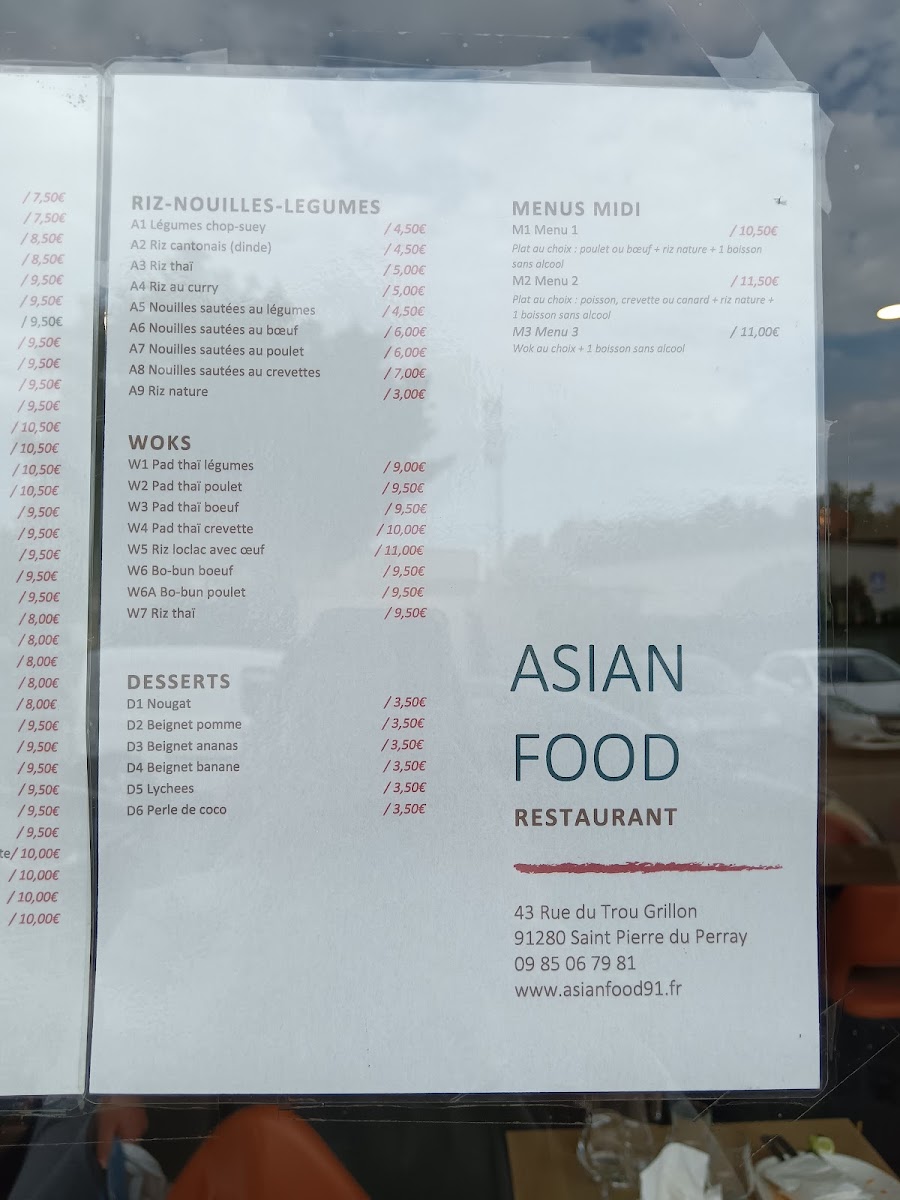 / 7,50€
/ 7,50€
/ 8,50€
/ 8,50€
/ 9,50€
/ 9,50€
/ 9,50€
/ 9,50€
/ 9,50€
/ 9,50€
/ 9,50€
/ 10,50€
/ 10,50€
/ 10,50€
/ 10,50€
/ 9,50€
/ 9,50€
/ 9,50€
/ 9,50€
/ 9,50€
/ 8,00€
/ 8,00€
/ 8,00€
/ 8,00€
/ 8,00€
/ 9,50€
/ 9,50€
/ 9,50€
/ 9,50€
/ 9,50€
/ 9,50€
te/ 10,00€
/ 10,00€
/ 10,00€
/ 10,00€
RIZ-NOUILLES-LEGUMES
A1 Légumes chop-suey / 4,50€
A2 Riz cantonais (dinde) / 4,50€
A3 Riz thaï / 5,00€
A4 Riz au curry / 5,00€
A5 Nouilles sautées au légumes / 4,50€
A6 Nouilles sautées au bœuf / 6,00€
A7 Nouilles sautées au poulet / 6,00€
A8 Nouilles sautées au crevettes / 7,00€
A9 Riz nature / 3,00€
WOKS
W1 Pad thaï légumes / 9,00€
W2 Pad thaï poulet / 9,50€
W3 Pad thaï boeuf / 9,50€
W4 Pad thaï crevette / 10,00€
W5 Riz loclac avec œuf / 11,00€
W6 Bo-bun boeuf / 9,50€
W6A Bo-bun poulet / 9,50€
W7 Riz thaï / 9,50€
DESSERTS
D1 Nougat / 3,50€
D2 Beignet pomme / 3,50€
D3 Beignet ananas / 3,50€
D4 Beignet banane / 3,50€
D5 Lychees / 3,50€
D6 Perle de coco / 3,50€
MENUS MIDI
M1 Menu 1 / 10,50€
Plat au choix : poulet ou bœuf + riz nature + 1 boisson
sans alcool
M2 Menu 2 / 11,50€
Plat au choix : poisson, crevette ou canard + riz nature +
1 boisson sans alcool
M3 Menu 3 / 11,00€
Wok au choix + 1 boisson sans alcool
ASIAN
FOOD
RESTAURANT
43 Rue du Trou Grillon
91280 Saint Pierre du Perray
09 85 06 79 81
www.asianfood91.fr